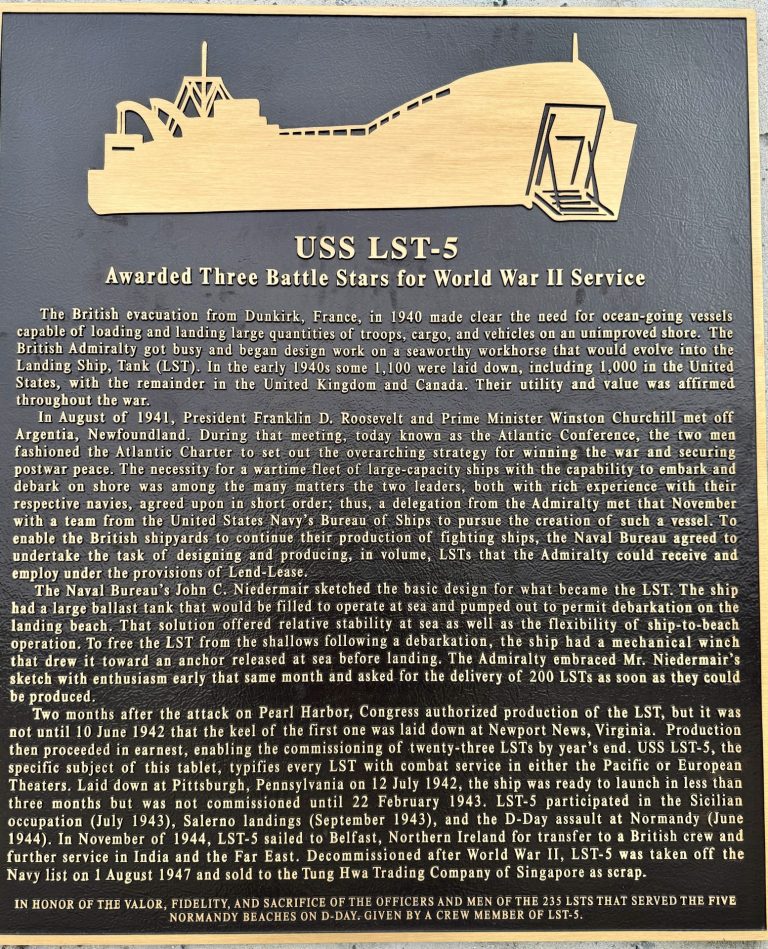 USS LST-5
Awarded Three Battle Stars for World War II Service
The British evacuation from Dunkirk, France, in 1940 made clear the need for ocean-going vessels
capable of loading and landing large quantities of troops, cargo, and vehicles on an unimproved shore. The
British Admiralty got busy and began design work on a seaworthy workhorse that would evolve into the
Landing Ship, Tank (LST). In the early 1940s some 1,100 were laid down, including 1,000 in the United
States, with the remainder in the United Kingdom and Canada. Their utility and value was affirmed
throughout the war.
In August of 1941, President Franklin D. Roosevelt and Prime Minister Winston Churchill met off
Argentia, Newfoundland. During that meeting, today known as the Atlantic Conference, the two men
fashioned the Atlantic Charter to set out the overarching strategy for winning the war and securing
postwar peace. The necessity for a wartime fleet of large-capacity ships with the capability to embark and
debark on shore was among the many matters the two leaders, both with rich experience with their
respective navies, agreed upon in short order; thus, a delegation from the Admiralty met that November
with a team from the United States Navy's Bureau of Ships to pursue the creation of such a vessel. To
enable the British shipyards to continue their production of fighting ships, the Naval Bureau agreed to
undertake the task of designing and producing, in volume, LSTs that the Admiralty could receive and
employ under the provisions of Lend-Lease.
The Naval Bureau's John C. Niedermair sketched the basic design for what became the LST. The ship
had a large ballast tank that would be filled to operate at sea and pumped out to permit debarkation on the
landing beach. That solution offered relative stability at sea as well as the flexibility of ship-to-beach
operation. To free the LST from the shallows following a debarkation, the ship had a mechanical winch
that drew it toward an anchor released at sea before landing. The Admiralty embraced Mr. Niedermair's
sketch with enthusiasm early that same month and asked for the delivery of 200 LSTs as soon as they could
be produced.
Two months after the attack on Pearl Harbor, Congress authorized production of the LST, but it was
not until 10 June 1942 that the keel of the first one was laid down at Newport News, Virginia. Production
then proceeded in earnest, enabling the commissioning of twenty-three LSTs by year's end. USS LST-5, the
specific subject of this tablet, typifies every LST with combat service in either the Pacific or European
Theaters. Laid down at Pittsburgh, Pennsylvania on 12 July 1942, the ship was ready to launch in less than
three months but was not commissioned until 22 February 1943. LST-5 participated in the Sicilian
occupation (July 1943), Salerno landings (September 1943), and the D-Day assault at Normandy (June
1944). In November of 1944, LST-5 sailed to Belfast, Northern Ireland for transfer to a British crew and
further service in India and the Far East. Decommissioned after World War II, LST-5 was taken off the
Navy list on 1 August 1947 and sold to the Tung Hwa Trading Company of Singapore as scrap.
IN HONOR OF THE VALOR, FIDELITY, AND SACRIFICE OF THE OFFICERS AND MEN OF THE 235 LSTS THAT SERVED THE FIVE
NORMANDY BEACHES ON D-DAY. GIVEN BY A CREW MEMBER OF LST-5.